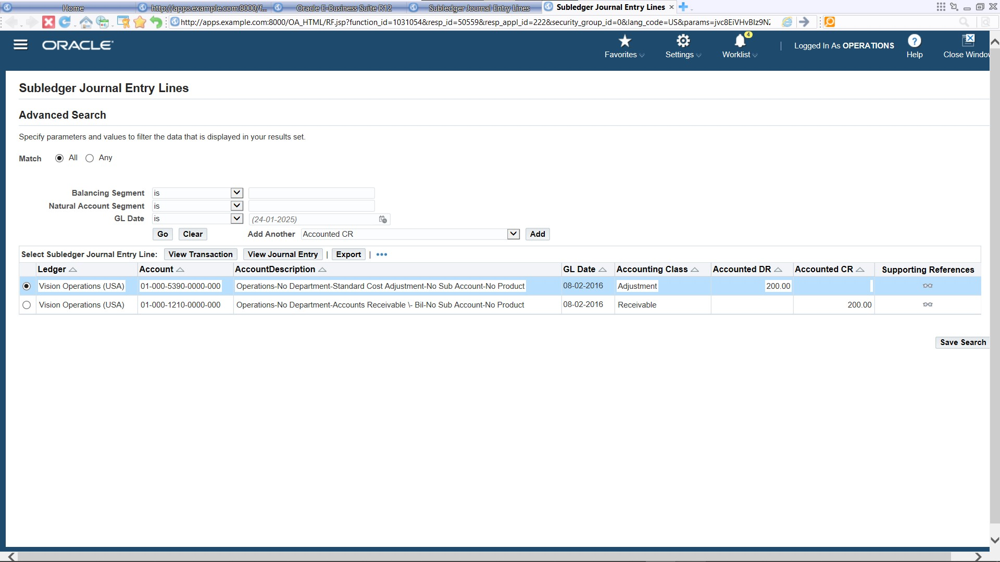 Home http://apps.example.com:8000/f... Oracle E-Business Suite R12 Subledger Journal Entry Lines Subledger Journal Entry Lines
http://apps.example.com:8000/OA_HTML/RF.jsp?function_id=1031054&resp_id=50559&resp_appl_id=222&security_group_id=0&lang_code=US&params=jvc8EiVHvBIz9NZ
ORACLE
Favorites Settings Worklist 4 Logged In As OPERATIONS Help Close Window
Subledger Journal Entry Lines
Advanced Search
Specify parameters and values to filter the data that is displayed in your results set.
Match All Any
Balancing Segment is
Natural Account Segment is
GL Date is (24-01-2025)
Go Clear Add Another Accounted CR Add
Select Subledger Journal Entry Line: View Transaction View Journal Entry | Export | •••
Ledger Account AccountDescription GL Date Accounting Class Accounted DR Accounted CR Supporting References
Vision Operations (USA) 01-000-5390-0000-000 Operations-No Department-Standard Cost Adjustment-No Sub Account-No Product 08-02-2016 Adjustment 200.00
Vision Operations (USA) 01-000-1210-0000-000 Operations-No Department-Accounts Receivable \- Bil-No Sub Account-No Product 08-02-2016 Receivable 200.00
Save Search